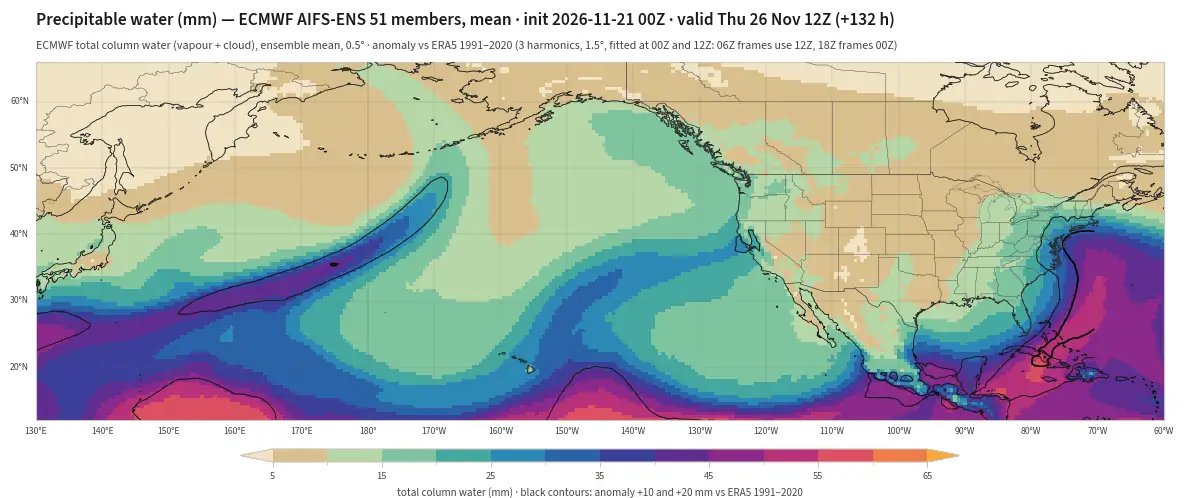 Precipitable water (mm) — ECMWF AIFS-ENS 51 members, mean · init 2026-11-21 00Z · valid Thu 26 Nov 12Z (+132 h)
ECMWF total column water (vapour + cloud), ensemble mean, 0.5° · anomaly vs ERA5 1991–2020 (3 harmonics, 1.5°, fitted at 00Z and 12Z: 06Z frames use 12Z, 18Z frames 00Z)
60°N
50°N
40°N
30°N
20°N
130°E 140°E 150°E 160°E 170°E 180° 170°W 160°W 150°W 140°W 130°W 120°W 110°W 100°W 90°W 80°W 70°W 60°W
5 15 25 35 45 55 65
total column water (mm) · black contours: anomaly +10 and +20 mm vs ERA5 1991–2020